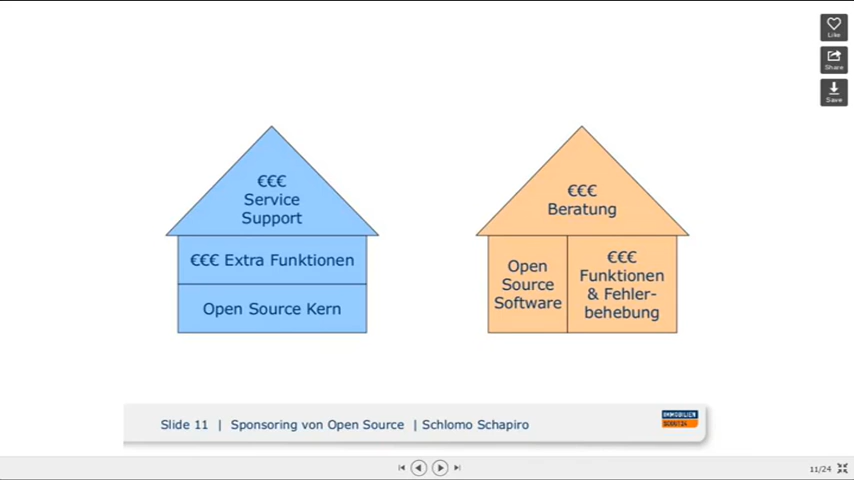 Like
Share
Save
€€€
Service
Support
€€€ Extra Funktionen
Open Source Kern
€€€
Beratung
Open
Source
Software
€€€
Funktionen
& Fehler-
behebung
Slide 11 | Sponsoring von Open Source | Schlomo Schapiro
IMMOBILIEN
SCOUT24
11/24